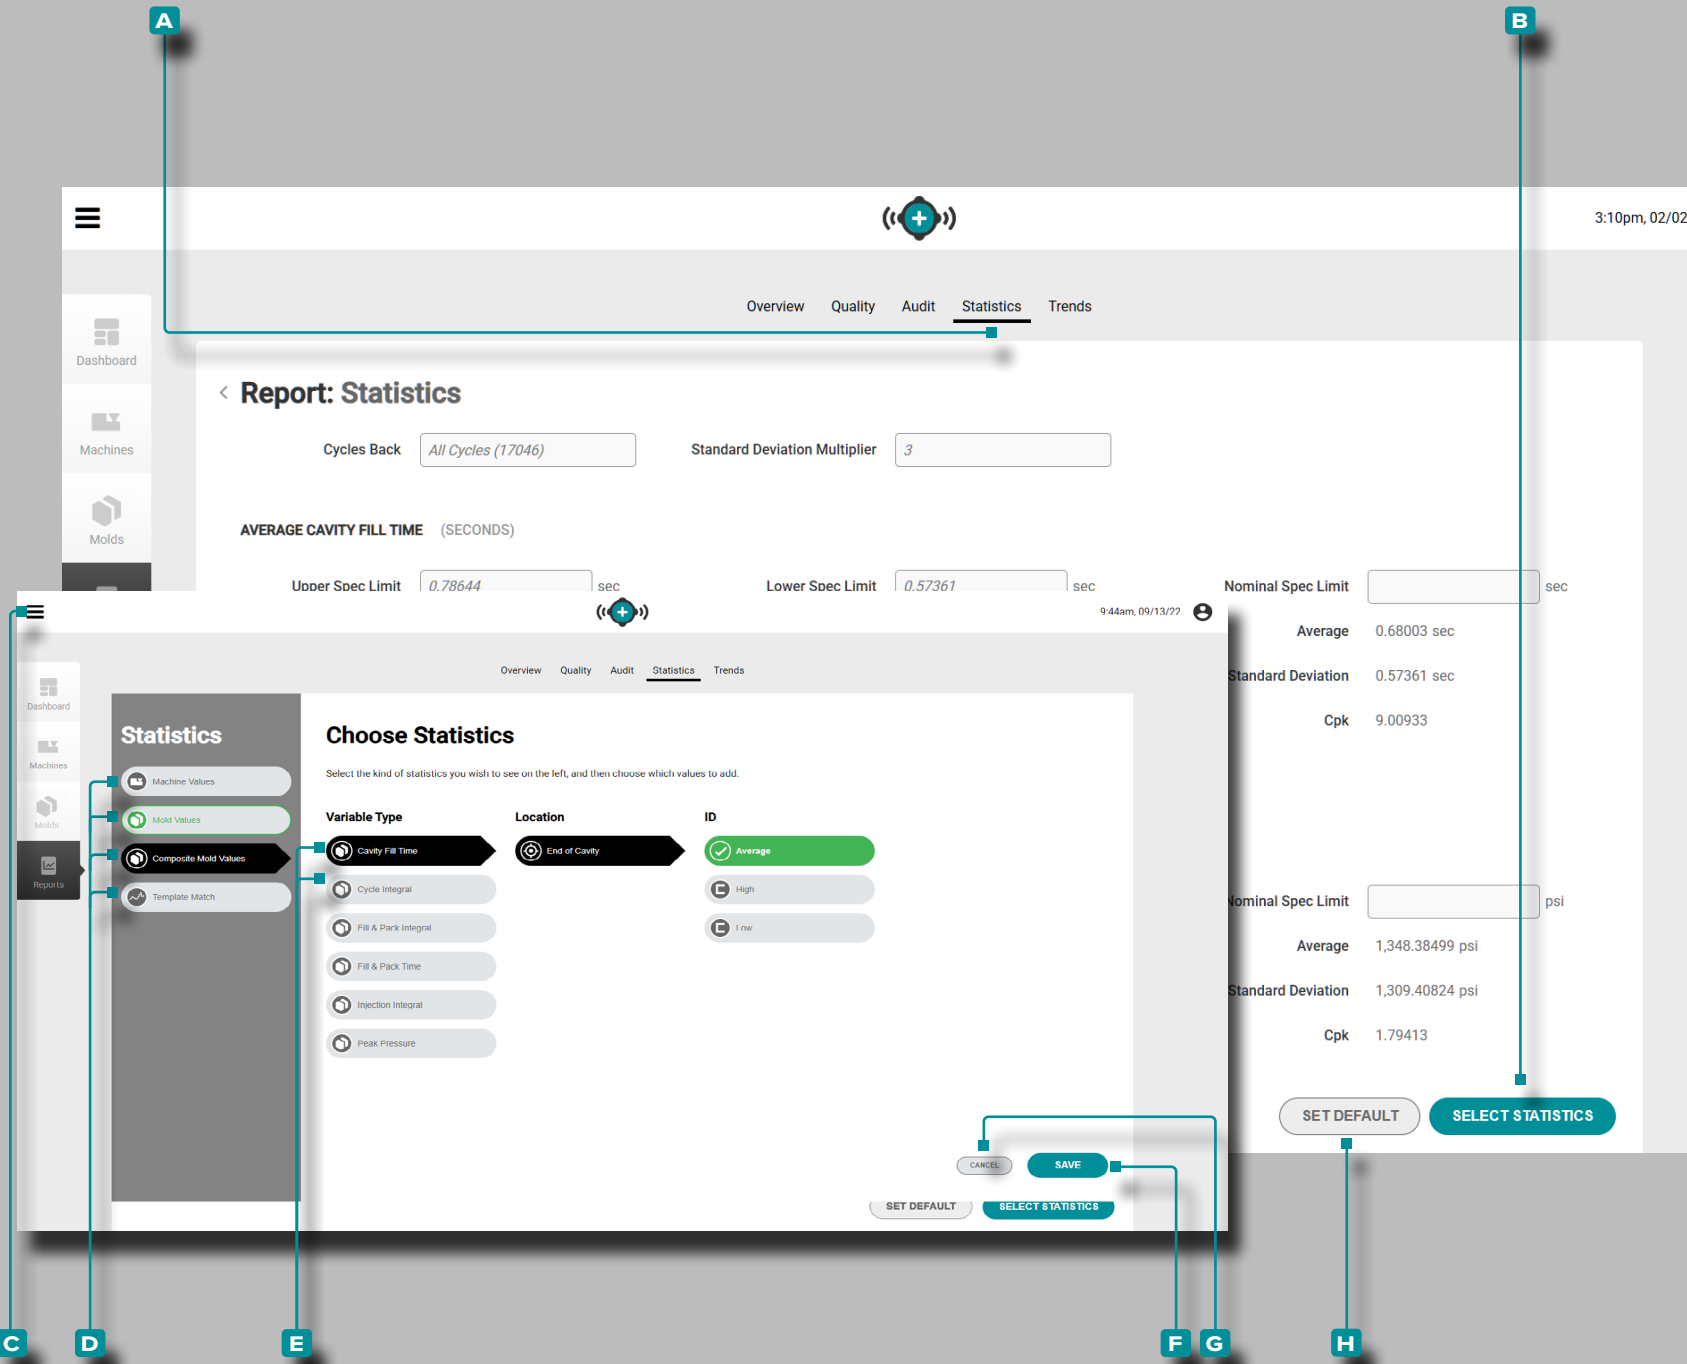 A
B
3:10pm, 02/02
Overview Quality Audit Statistics Trends
Dashboard
Machines
Molds
Report: Statistics
Cycles Back All Cycles (17046) Standard Deviation Multiplier 3
AVERAGE CAVITY FILL TIME (SECONDS)
Upper Spec Limit 0.78644 sec Lower Spec Limit 0.57361 sec Nominal Spec Limit sec
Average 0.68003 sec
Standard Deviation 0.57361 sec
Cpk 9.00933
Nominal Spec Limit psi
Average 1,348.38499 psi
Standard Deviation 1,309.40824 psi
Cpk 1.79413
SET DEFAULT SELECT STATISTICS
9:44am, 09/13/22
Overview Quality Audit Statistics Trends
Dashboard
Machines
Molds
Reports
Statistics
Machine Values
Mold Values
Composite Mold Values
Template Match
Choose Statistics
Select the kind of statistics you wish to see on the left, and then choose which values to add.
Variable Type Location ID
Cavity Fill Time End of Cavity Average
Cycle Integral High
Fill & Pack Integral Low
Fill & Pack Time
Injection Integral
Peak Pressure
CANCEL SAVE
SET DEFAULT SELECT STATISTICS
C D E F G H